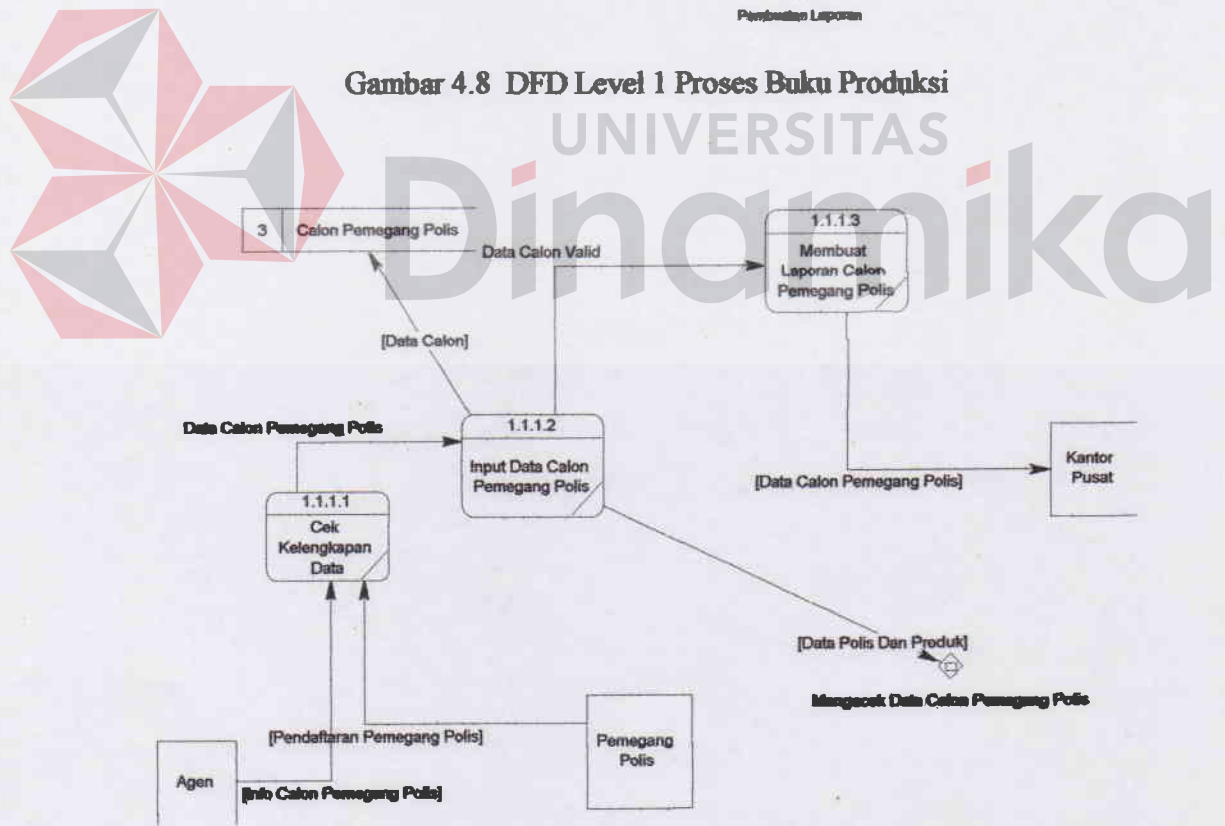 Pembuatan Laporan
Gambar 4.8 DFD Level 1 Proses Buku Produksi
UNIVERSITAS
Dinamika
3
Calon Pemegang Polis
Data Calon Valid
1.1.1.3
Membuat
Laporan Calon
Pemegang Polis
[Data Calon]
Data Calon Pemegang Polis
1.1.1.2
Input Data Calon
Pemegang Polis
[Data Calon Pemegang Polis]
Kantor
Pusat
1.1.1.1
Cek
Kelengkapan
Data
[Data Polis Dan Produk]
Mengecek Data Calon Pemegang Polis
[Pendaftaran Pemegang Polis]
Pemegang
Polis
Agen
[Info Calon Pemegang Polis]